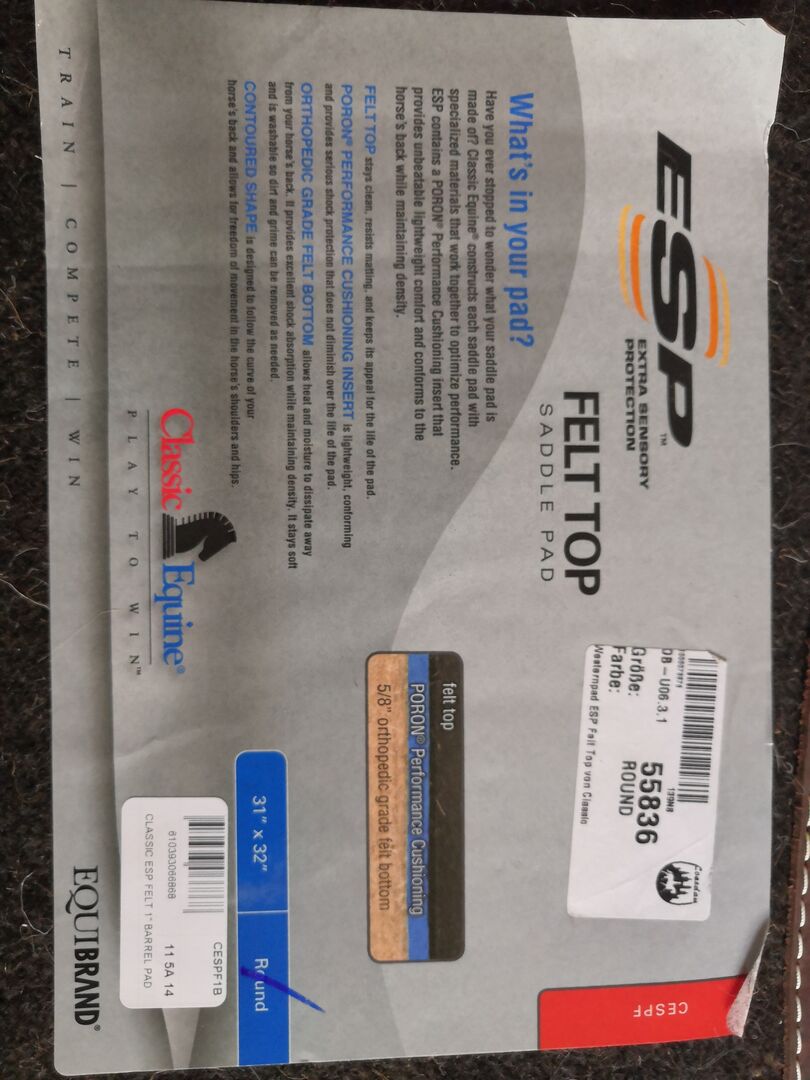 ESP™
EXTRA SENSORY
PROTECTION
FELT TOP
SADDLE PAD
What's in your pad?
Have you ever stopped to wonder what your saddle pad is
made of? Classic Equine® constructs each saddle pad with
specialized materials that work together to optimize performance.
ESP contains a PORON® Performance Cushioning insert that
provides unbeatable lightweight comfort and conforms to the
horse's back while maintaining density.
FELT TOP stays clean, resists matting, and keeps its appeal for the life of the pad.
PORON® PERFORMANCE CUSHIONING INSERT is lightweight, conforming
and provides serious shock protection that does not diminish over the life of the pad.
ORTHOPEDIC GRADE FELT BOTTOM allows heat and moisture to dissipate away
from your horse's back. It provides excellent shock absorption while maintaining density. It stays soft
and is washable so dirt and grime can be removed as needed.
CONTOURED SHAPE is designed to follow the curve of your
horse's back and allows for freedom of movement in the horse's shoulders and hips.
Classic Equine®
PLAY TO WIN™
TRAIN | COMPETE | WIN
139M8
OB-U06.3.1
55836
Größe: ROUND
Farbe:
Westernpad ESP Felt Top von Classic
Loesdau
felt top
PORON® Performance Cushioning
5/8" orthopedic grade felt bottom
CESPF
31" x 32"
Round
CESPF1B
610393066868
11 5A 14
CLASSIC ESP FELT 1" BARREL PAD
EQUIBRAND®